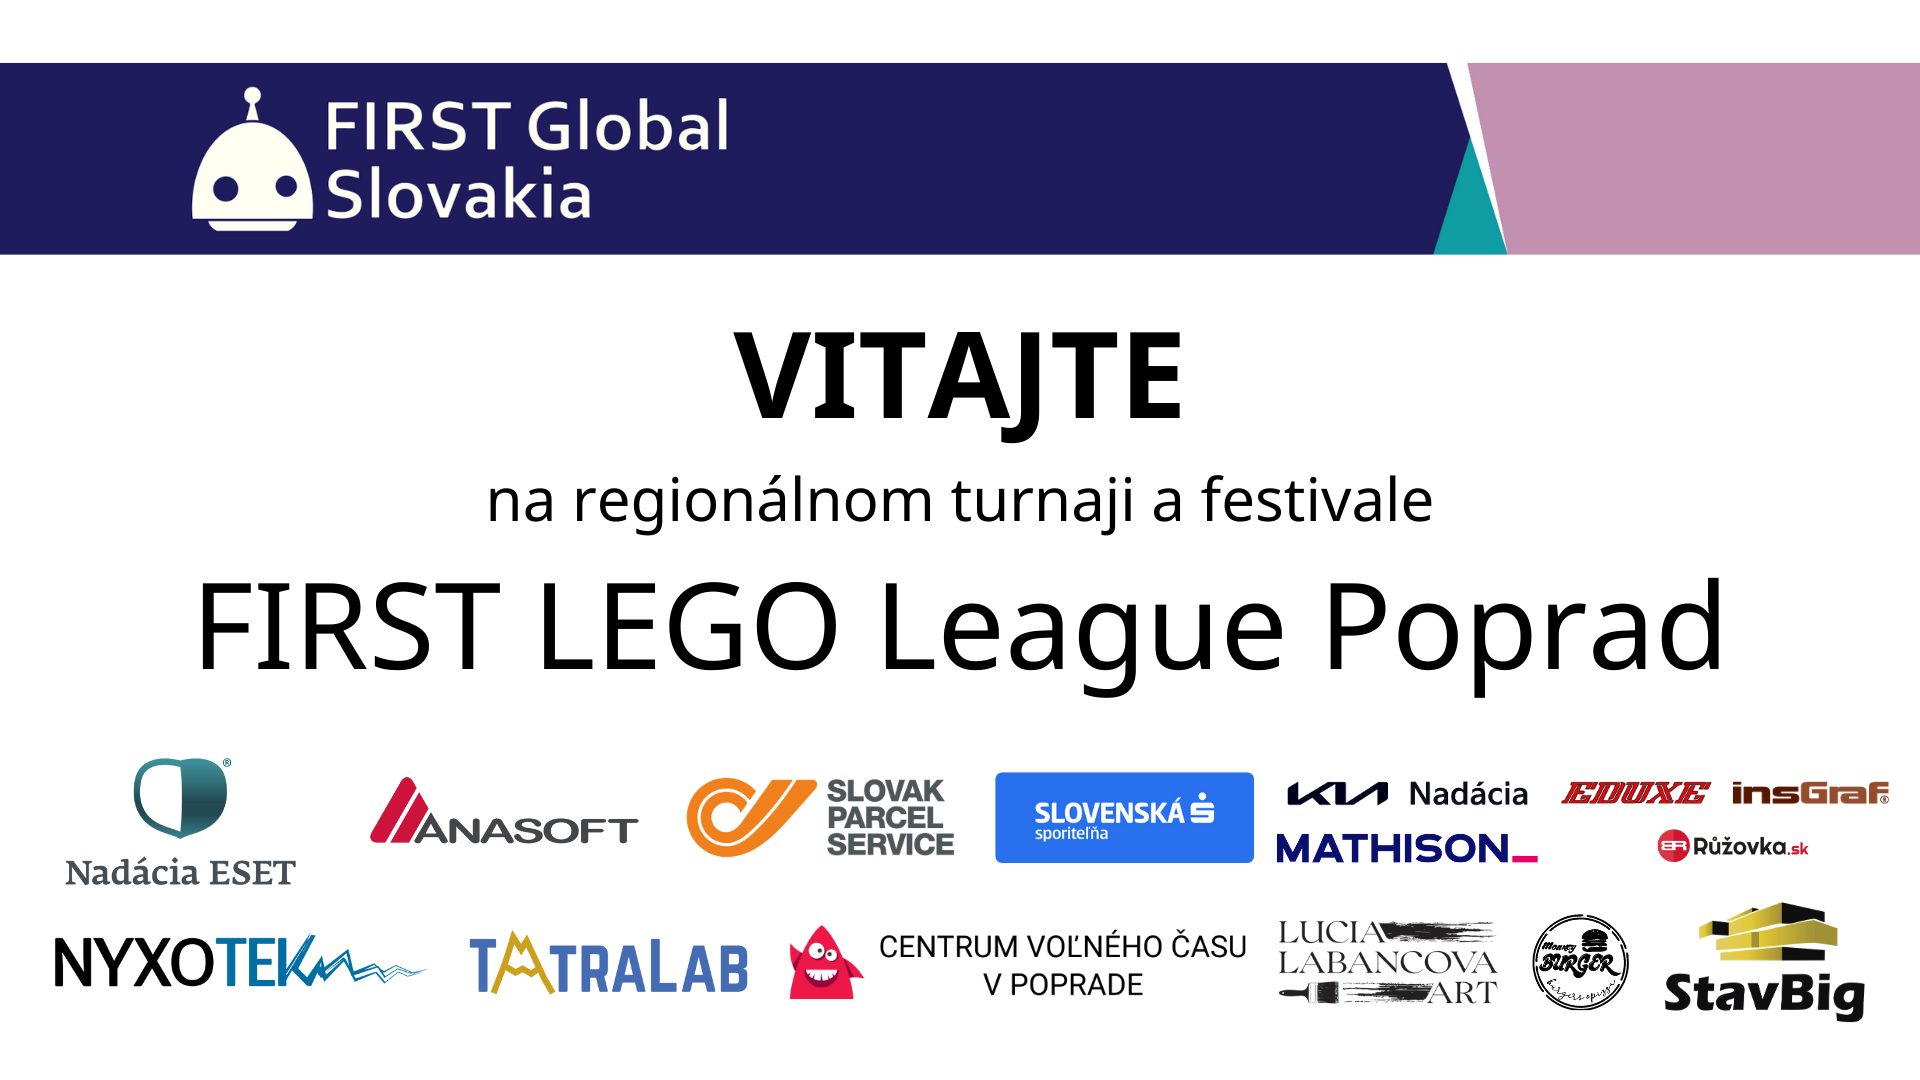 FIRST Global
Slovakia
VITAJTE
na regionálnom turnaji a festivale
FIRST LEGO League Poprad
Nadácia ESET
ANASOFT
SLOVAK
PARCEL
SERVICE
SLOVENSKÁ
sporiteľňa
KIA Nadácia
MATHISON_
EDUXE
insGraf®
Růžovka.sk
NYXOTEK
TATRALAB
CENTRUM VOĽNÉHO ČASU
V POPRADE
LUCIA
LABANCOVA
ART
BURGER
StavBig